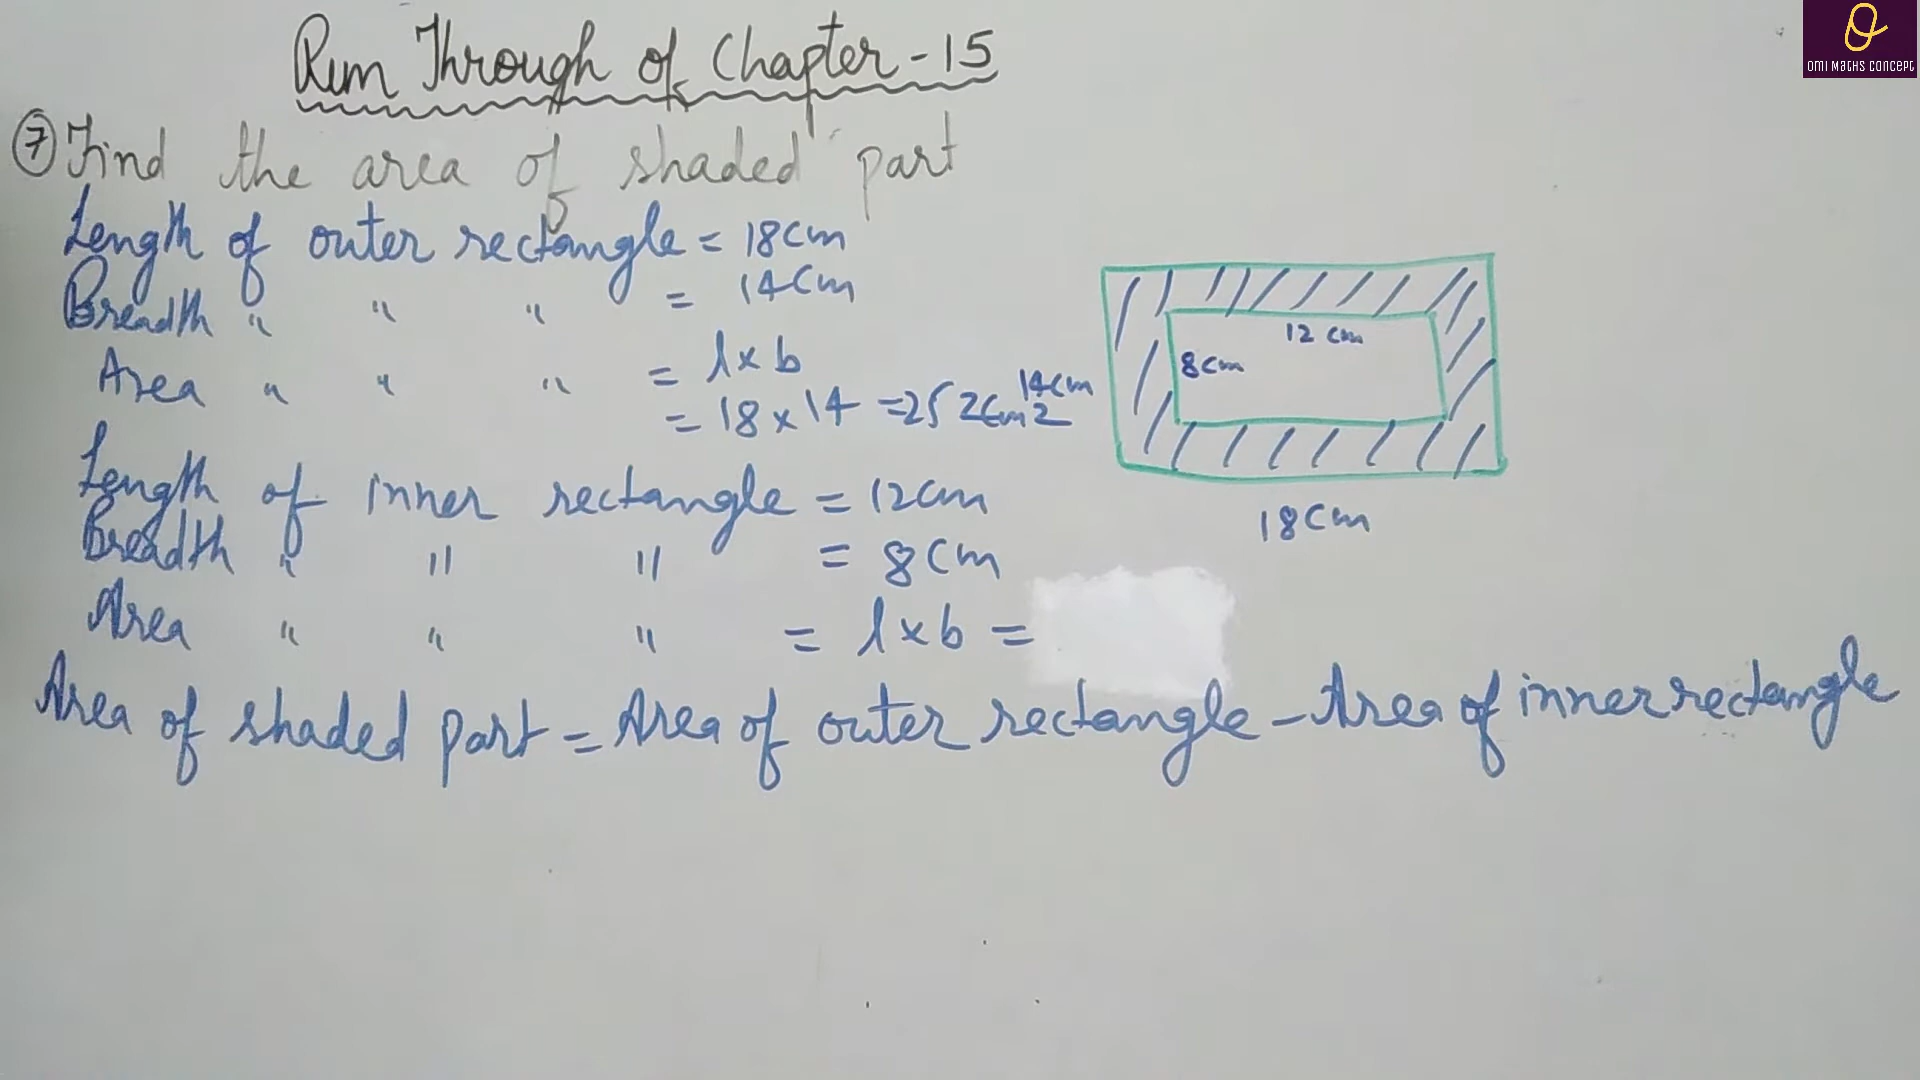 Run Through of Chapter-15
OMI MATHS CONCEPT
⑦ Find the area of shaded part
Length of outer rectangle = 18cm
Breadth " " " = 14cm
Area " " " = l×b
= 18×14 = 252cm2
14cm
12 cm
8cm
18cm
Length of inner rectangle = 12cm
Breadth " " " = 8cm
Area " " " = l×b =
Area of shaded part = Area of outer rectangle - Area of inner rectangle